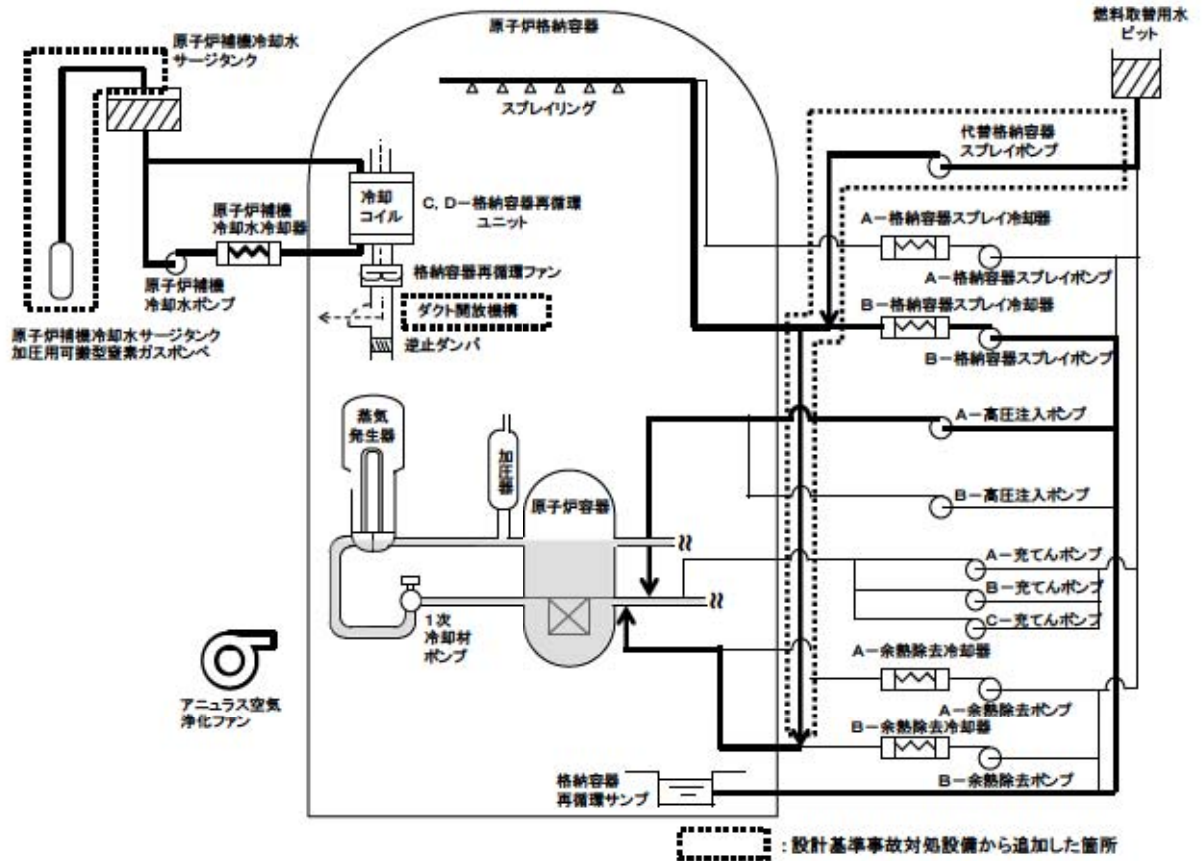 原子炉補機冷却水
サージタンク
原子炉格納容器
燃料取替用水
ピット
スプレイリング
代替格納容器
スプレイポンプ
冷却
コイル
C, D－格納容器再循環
ユニット
原子炉補機
冷却水冷却器
A－格納容器スプレイ冷却器
格納容器再循環ファン
A－格納容器スプレイポンプ
原子炉補機
冷却水ポンプ
ダクト開放機構
B－格納容器スプレイ冷却器
原子炉補機冷却水サージタンク
加圧用可搬型窒素ガスボンベ
逆止ダンパ
B－格納容器スプレイポンプ
蒸気
発生器
加圧器
A－高圧注入ポンプ
原子炉容器
B－高圧注入ポンプ
A－充てんポンプ
B－充てんポンプ
C－充てんポンプ
1次
冷却材
ポンプ
A－余熱除去冷却器
アニュラス空気
浄化ファン
A－余熱除去ポンプ
B－余熱除去冷却器
B－余熱除去ポンプ
格納容器
再循環サンプ
：設計基準事故対処設備から追加した箇所